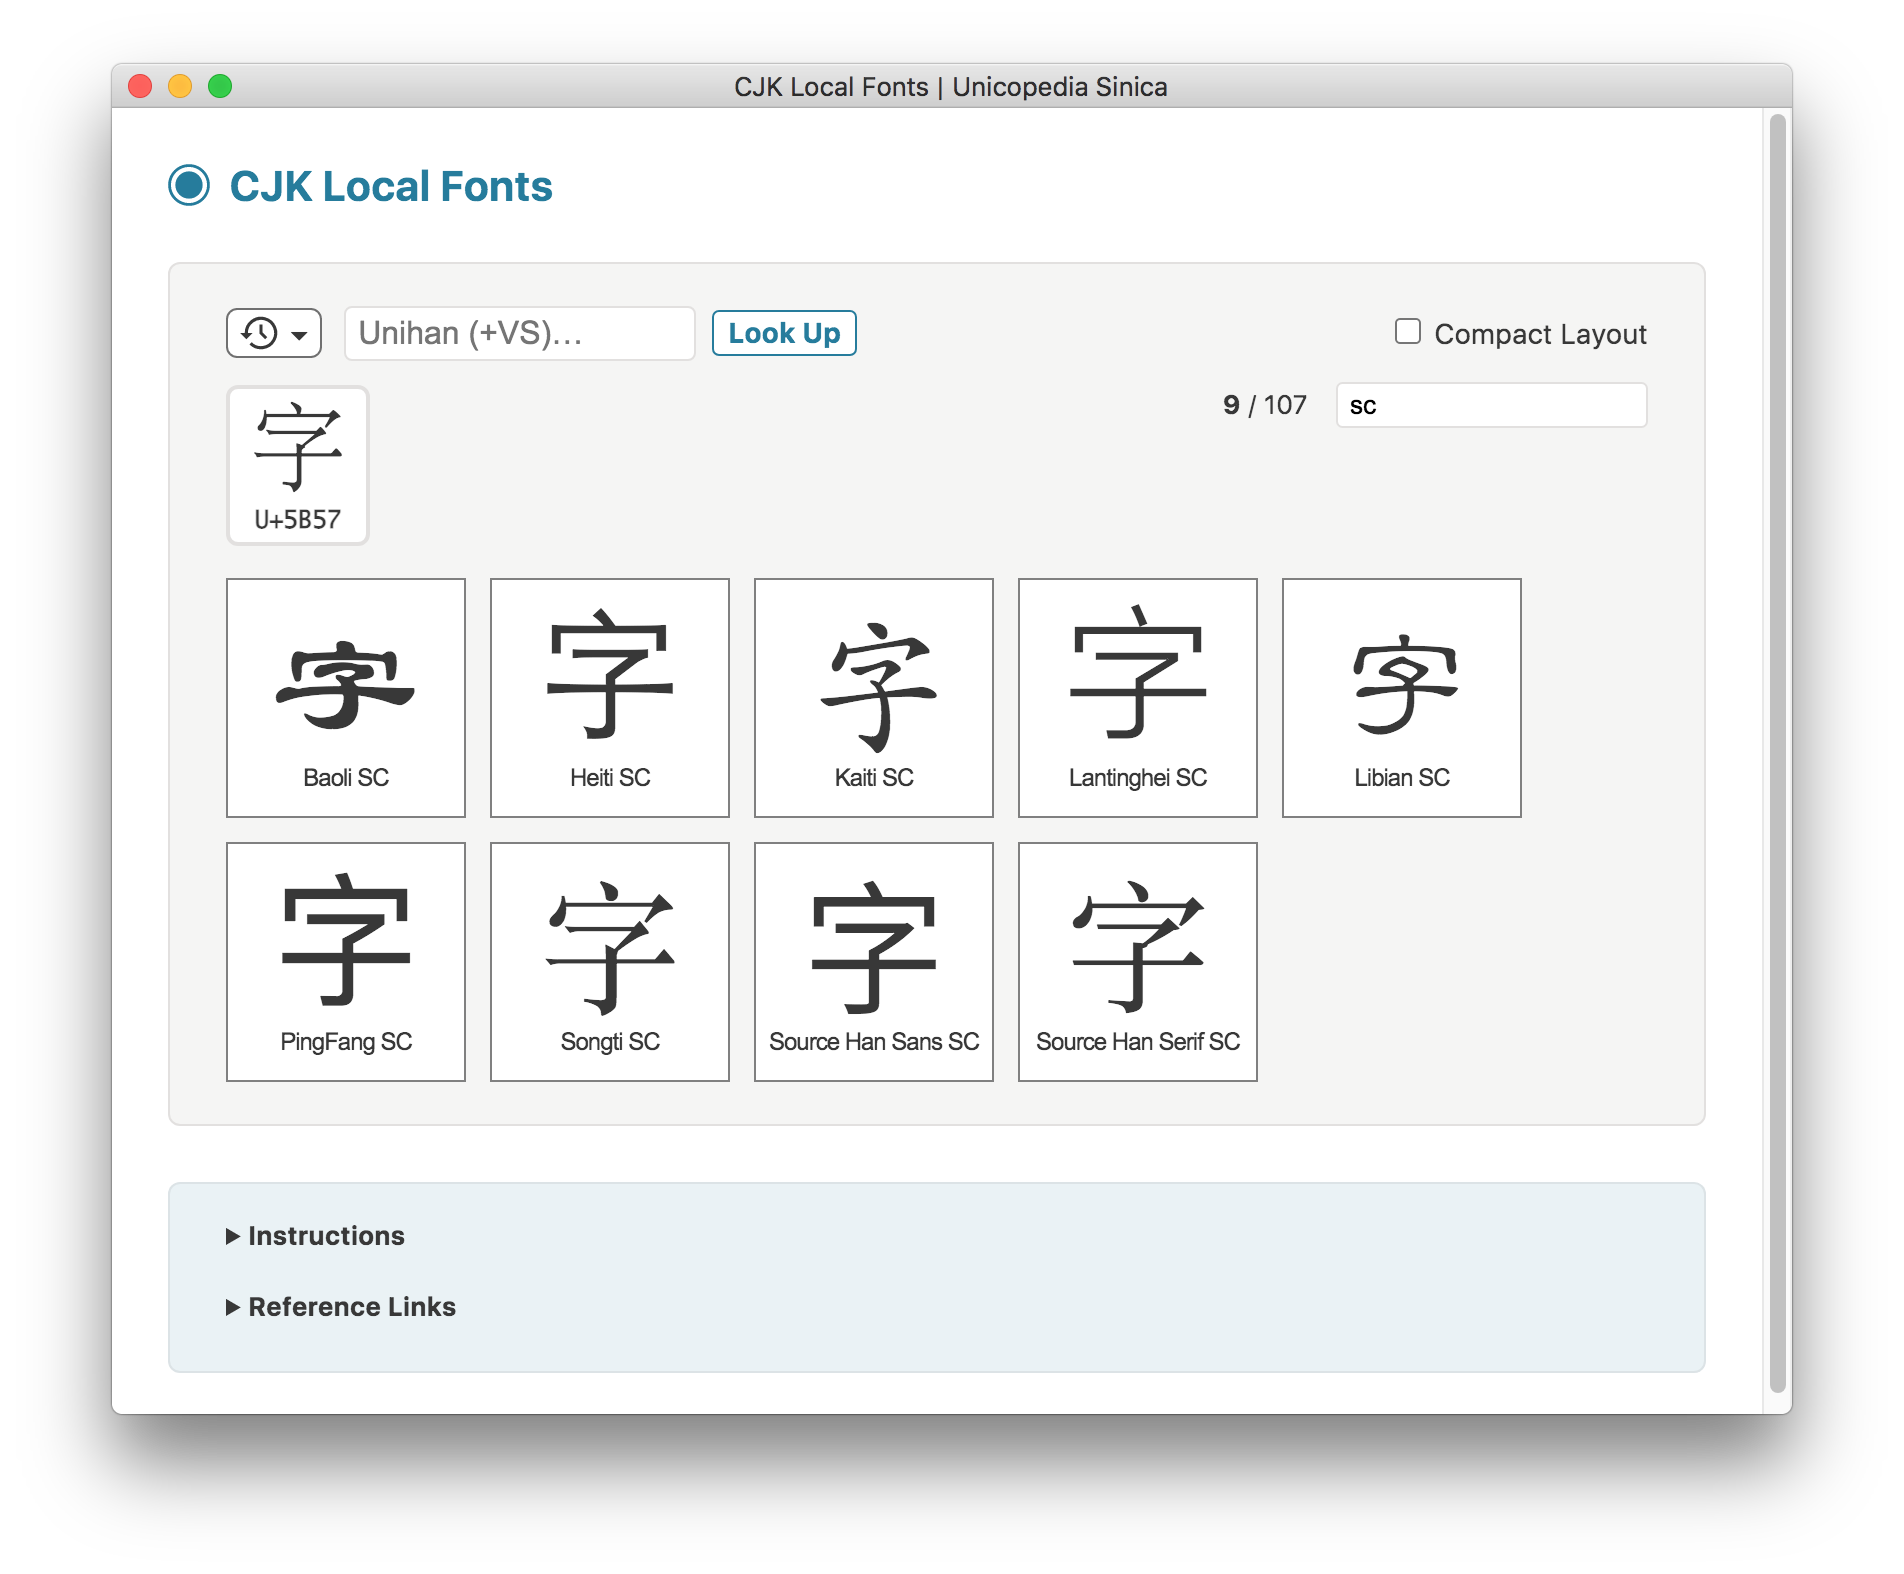 CJK Local Fonts | Unicopedia Sinica
CJK Local Fonts
Unihan (+VS)…
Look Up
Compact Layout
9 / 107
sc
字
U+5B57
字 字 字 字 字
Baoli SC Heiti SC Kaiti SC Lantinghei SC Libian SC
字 字 字 字
PingFang SC Songti SC Source Han Sans SC Source Han Serif SC
Instructions
Reference Links